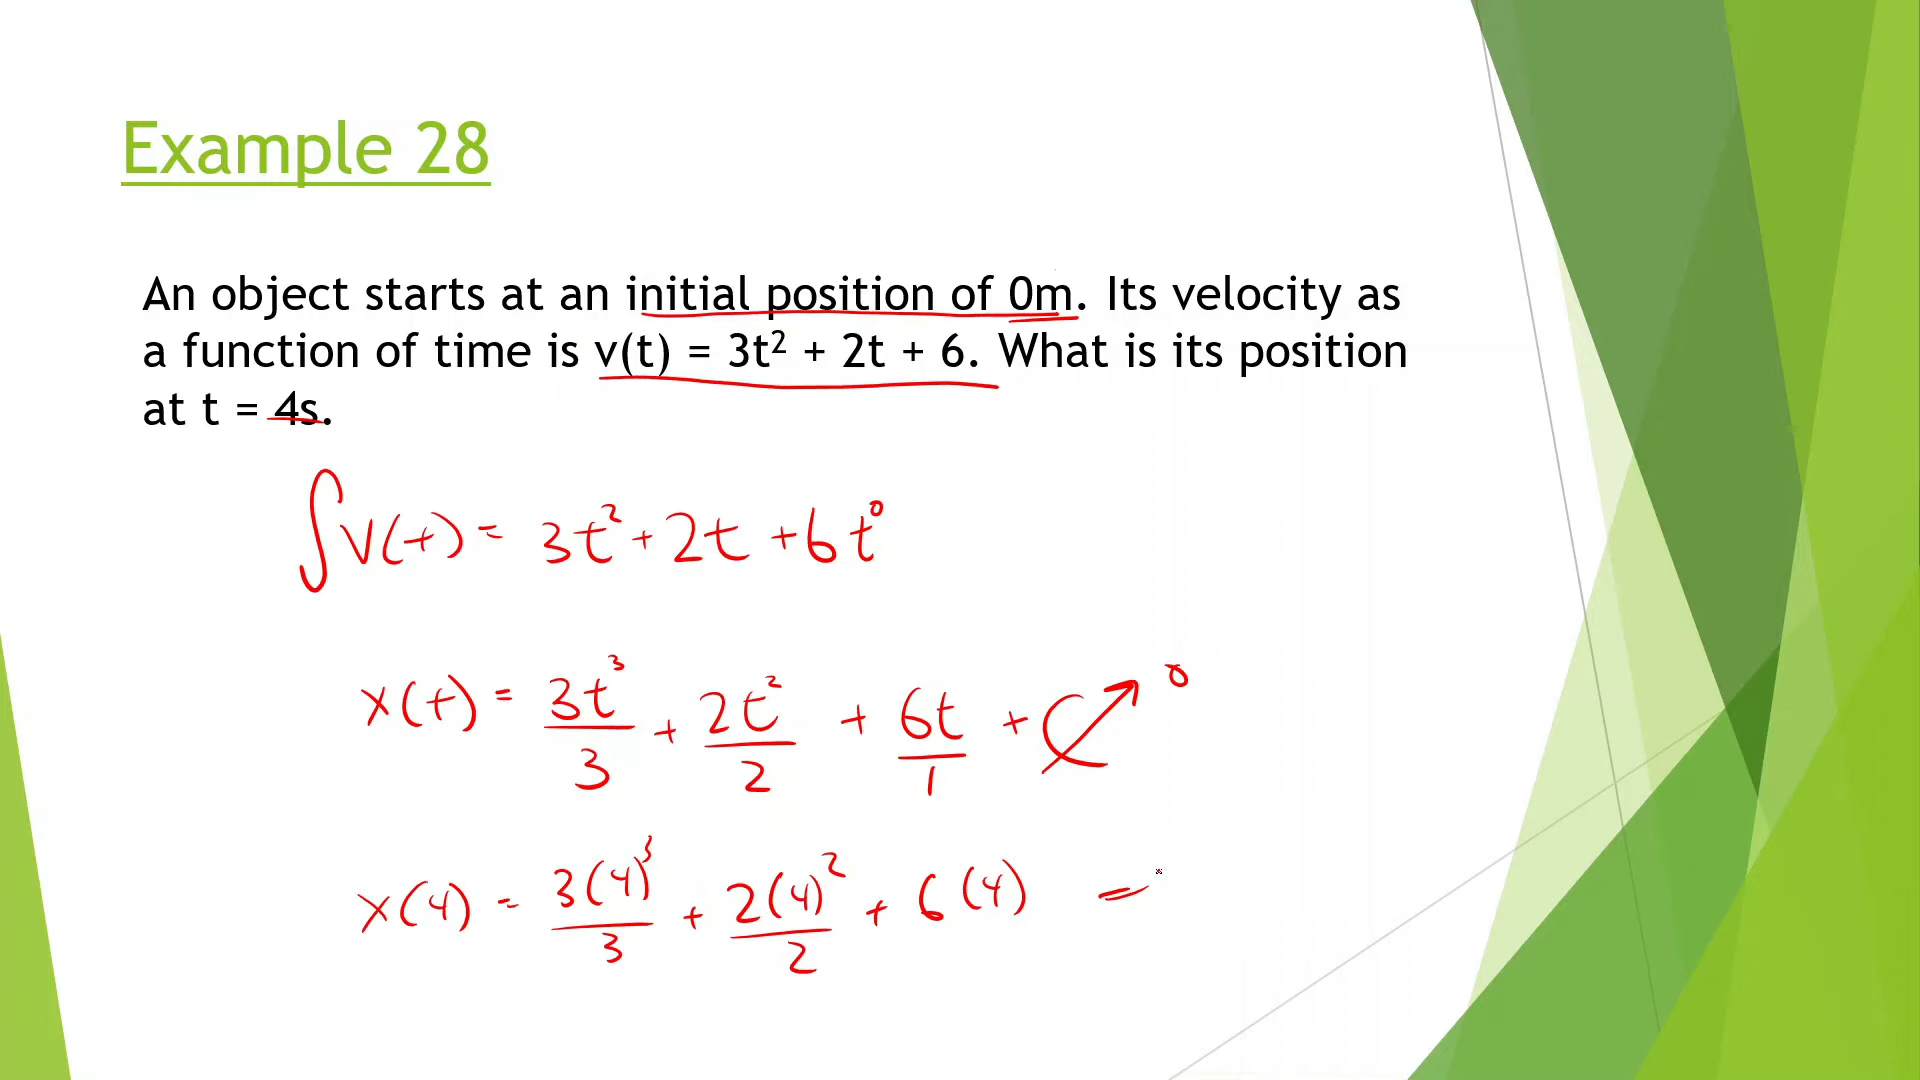 Example 28
An object starts at an initial position of 0m. Its velocity as
a function of time is v(t) = 3t² + 2t + 6. What is its position
at t = 4s.
∫V(t) = 3t² + 2t + 6t⁰
x(t) = 3t³/3 + 2t²/2 + 6t/1 + C 0
x(4) = 3(4)³/3 + 2(4)²/2 + 6(4) =